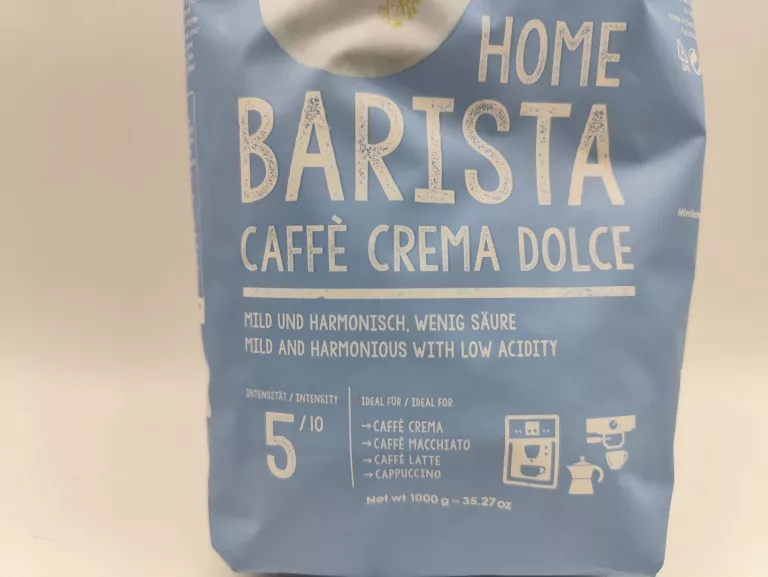 HOME
BARISTA
CAFFÈ CREMA DOLCE
MILD UND HARMONISCH, WENIG SÄURE
MILD AND HARMONIOUS WITH LOW ACIDITY
INTENSITÄT / INTENSITY
5/10
IDEAL FÜR / IDEAL FOR
→CAFFÈ CREMA
→CAFFÈ MACCHIATO
→CAFFÈ LATTE
→CAPPUCCINO
Net wt 1000 g – 35.27 oz